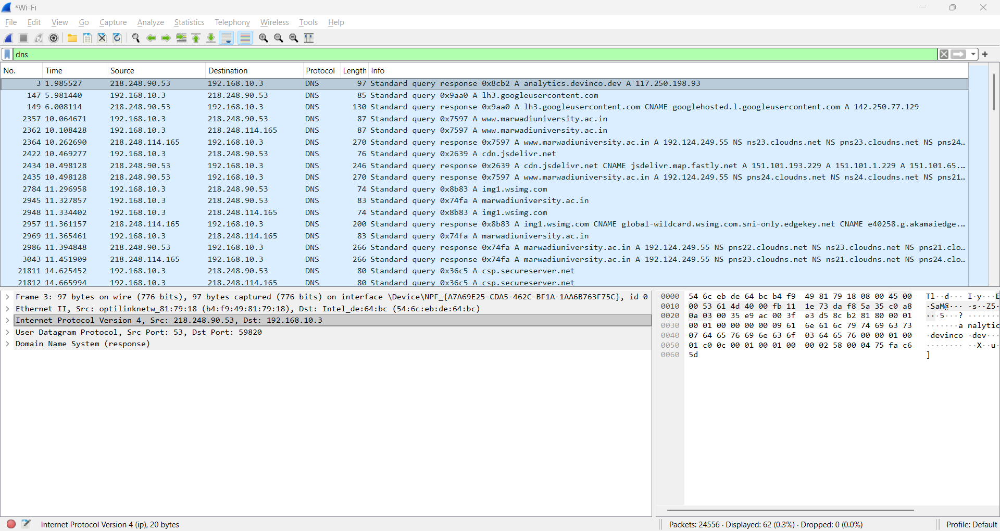 *Wi-Fi
File Edit View Go Capture Analyze Statistics Telephony Wireless Tools Help
dns
No. Time Source Destination Protocol Length Info
3 1.985527 218.248.90.53 192.168.10.3 DNS 97 Standard query response 0x8cb2 A analytics.devinco.dev A 117.250.198.93
147 5.981440 192.168.10.3 218.248.90.53 DNS 85 Standard query 0x9aa0 A lh3.googleusercontent.com
149 6.008114 218.248.90.53 192.168.10.3 DNS 130 Standard query response 0x9aa0 A lh3.googleusercontent.com CNAME googlehosted.l.googleusercontent.com A 142.250.77.129
2357 10.064671 192.168.10.3 218.248.90.53 DNS 87 Standard query 0x7597 A www.marwadiuniversity.ac.in
2362 10.108428 192.168.10.3 218.248.114.165 DNS 87 Standard query 0x7597 A www.marwadiuniversity.ac.in
2364 10.262690 218.248.114.165 192.168.10.3 DNS 270 Standard query response 0x7597 A www.marwadiuniversity.ac.in A 192.124.249.55 NS ns23.cloudns.net NS pns23.cloudns.net NS pns24…
2422 10.469277 192.168.10.3 218.248.90.53 DNS 76 Standard query 0x2639 A cdn.jsdelivr.net
2434 10.498128 218.248.90.53 192.168.10.3 DNS 246 Standard query response 0x2639 A cdn.jsdelivr.net CNAME jsdelivr.map.fastly.net A 151.101.193.229 A 151.101.1.229 A 151.101.65.…
2435 10.498128 218.248.90.53 192.168.10.3 DNS 270 Standard query response 0x7597 A www.marwadiuniversity.ac.in A 192.124.249.55 NS pns24.cloudns.net NS ns24.cloudns.net NS pns21…
2784 11.296958 192.168.10.3 218.248.90.53 DNS 74 Standard query 0x8b83 A img1.wsimg.com
2945 11.327857 192.168.10.3 218.248.90.53 DNS 83 Standard query 0x74fa A marwadiuniversity.ac.in
2948 11.334402 192.168.10.3 218.248.114.165 DNS 74 Standard query 0x8b83 A img1.wsimg.com
2957 11.361157 218.248.114.165 192.168.10.3 DNS 200 Standard query response 0x8b83 A img1.wsimg.com CNAME global-wildcard.wsimg.com.sni-only.edgekey.net CNAME e40258.g.akamaiedge.…
2969 11.365461 192.168.10.3 218.248.114.165 DNS 83 Standard query 0x74fa A marwadiuniversity.ac.in
2986 11.394848 218.248.90.53 192.168.10.3 DNS 266 Standard query response 0x74fa A marwadiuniversity.ac.in A 192.124.249.55 NS pns22.cloudns.net NS ns23.cloudns.net NS pns21.clo…
3043 11.451909 218.248.114.165 192.168.10.3 DNS 266 Standard query response 0x74fa A marwadiuniversity.ac.in A 192.124.249.55 NS pns23.cloudns.net NS ns21.cloudns.net NS pns24.clo…
21811 14.625452 192.168.10.3 218.248.90.53 DNS 80 Standard query 0x36c5 A csp.secureserver.net
21812 14.665994 192.168.10.3 218.248.114.165 DNS 80 Standard query 0x36c5 A csp.secureserver.net
Frame 3: 97 bytes on wire (776 bits), 97 bytes captured (776 bits) on interface \Device\NPF_{A7A69E25-CDA5-462C-BF1A-1AA6B763F75C}, id 0
Ethernet II, Src: optilinknetw_81:79:18 (b4:f9:49:81:79:18), Dst: Intel_de:64:bc (54:6c:eb:de:64:bc)
Internet Protocol Version 4, Src: 218.248.90.53, Dst: 192.168.10.3
User Datagram Protocol, Src Port: 53, Dst Port: 59820
Domain Name System (response)
0000 54 6c eb de 64 bc b4 f9 49 81 79 18 08 00 45 00 Tl··d··· I·y···E
0010 00 53 61 4d 40 00 fb 11 1e 73 da f8 5a 35 c0 a8 ·SaM@··· ·s··Z5·
0020 0a 03 00 35 e9 ac 00 3f e3 d5 8c b2 81 80 00 01 ···5···? ·······
0030 00 01 00 00 00 00 09 61 6e 61 6c 79 74 69 63 73 ·······a nalytic
0040 07 64 65 76 69 6e 63 6f 03 64 65 76 00 00 01 00 ·devinco ·dev···
0050 01 c0 0c 00 01 00 01 00 00 02 58 00 04 75 fa c6 ········ ··X··u·
0060 5d ]
Internet Protocol Version 4 (ip), 20 bytes Packets: 24556 · Displayed: 62 (0.3%) · Dropped: 0 (0.0%) Profile: Default